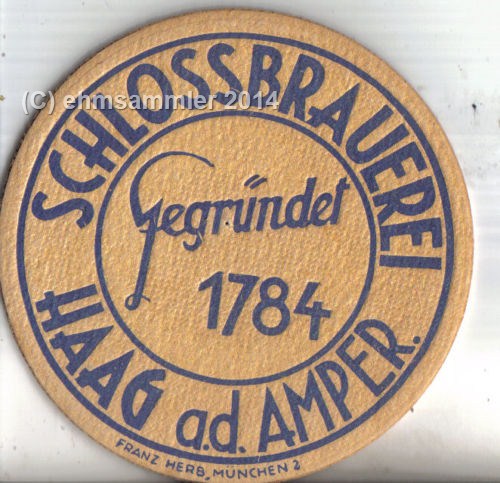 (C) ehmsammler 2014
SCHLOSSBRAUEREI
Gegründet
1784
HAAG a.d. AMPER.
FRANZ HERB, MÜNCHEN 2